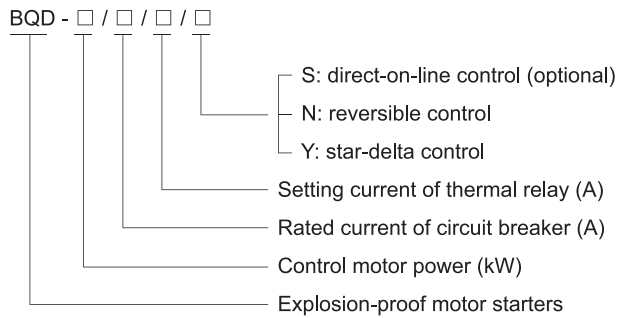 BQD - □ / □ / □ / □
S: direct-on-line control (optional)
N: reversible control
Y: star-delta control
Setting current of thermal relay (A)
Rated current of circuit breaker (A)
Control motor power (kW)
Explosion-proof motor starters